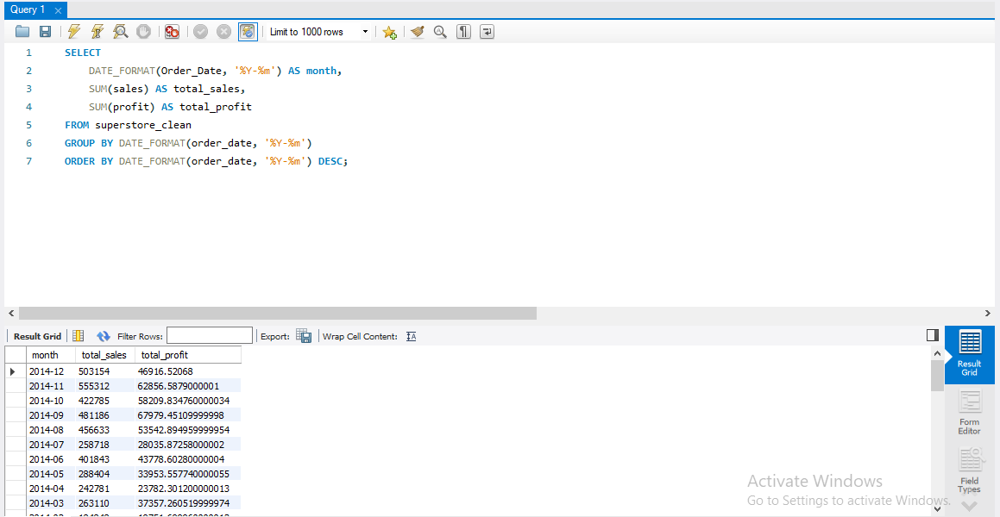 Query 1
Limit to 1000 rows
1 SELECT
2 DATE_FORMAT(Order_Date, '%Y-%m') AS month,
3 SUM(sales) AS total_sales,
4 SUM(profit) AS total_profit
5 FROM superstore_clean
6 GROUP BY DATE_FORMAT(order_date, '%Y-%m')
7 ORDER BY DATE_FORMAT(order_date, '%Y-%m') DESC;
Result Grid Filter Rows: Export: Wrap Cell Content: IA
month total_sales total_profit
2014-12 503154 46916.52068
2014-11 555312 62856.5879000001
2014-10 422785 58209.834760000034
2014-09 481186 67979.45109999998
2014-08 456633 53542.894959999954
2014-07 258718 28035.87258000002
2014-06 401843 43778.60280000004
2014-05 288404 33953.557740000055
2014-04 242781 23782.301200000013
2014-03 263110 37357.260519999974
Result
Grid
Form
Editor
Field
Types
Activate Windows
Go to Settings to activate Windows.